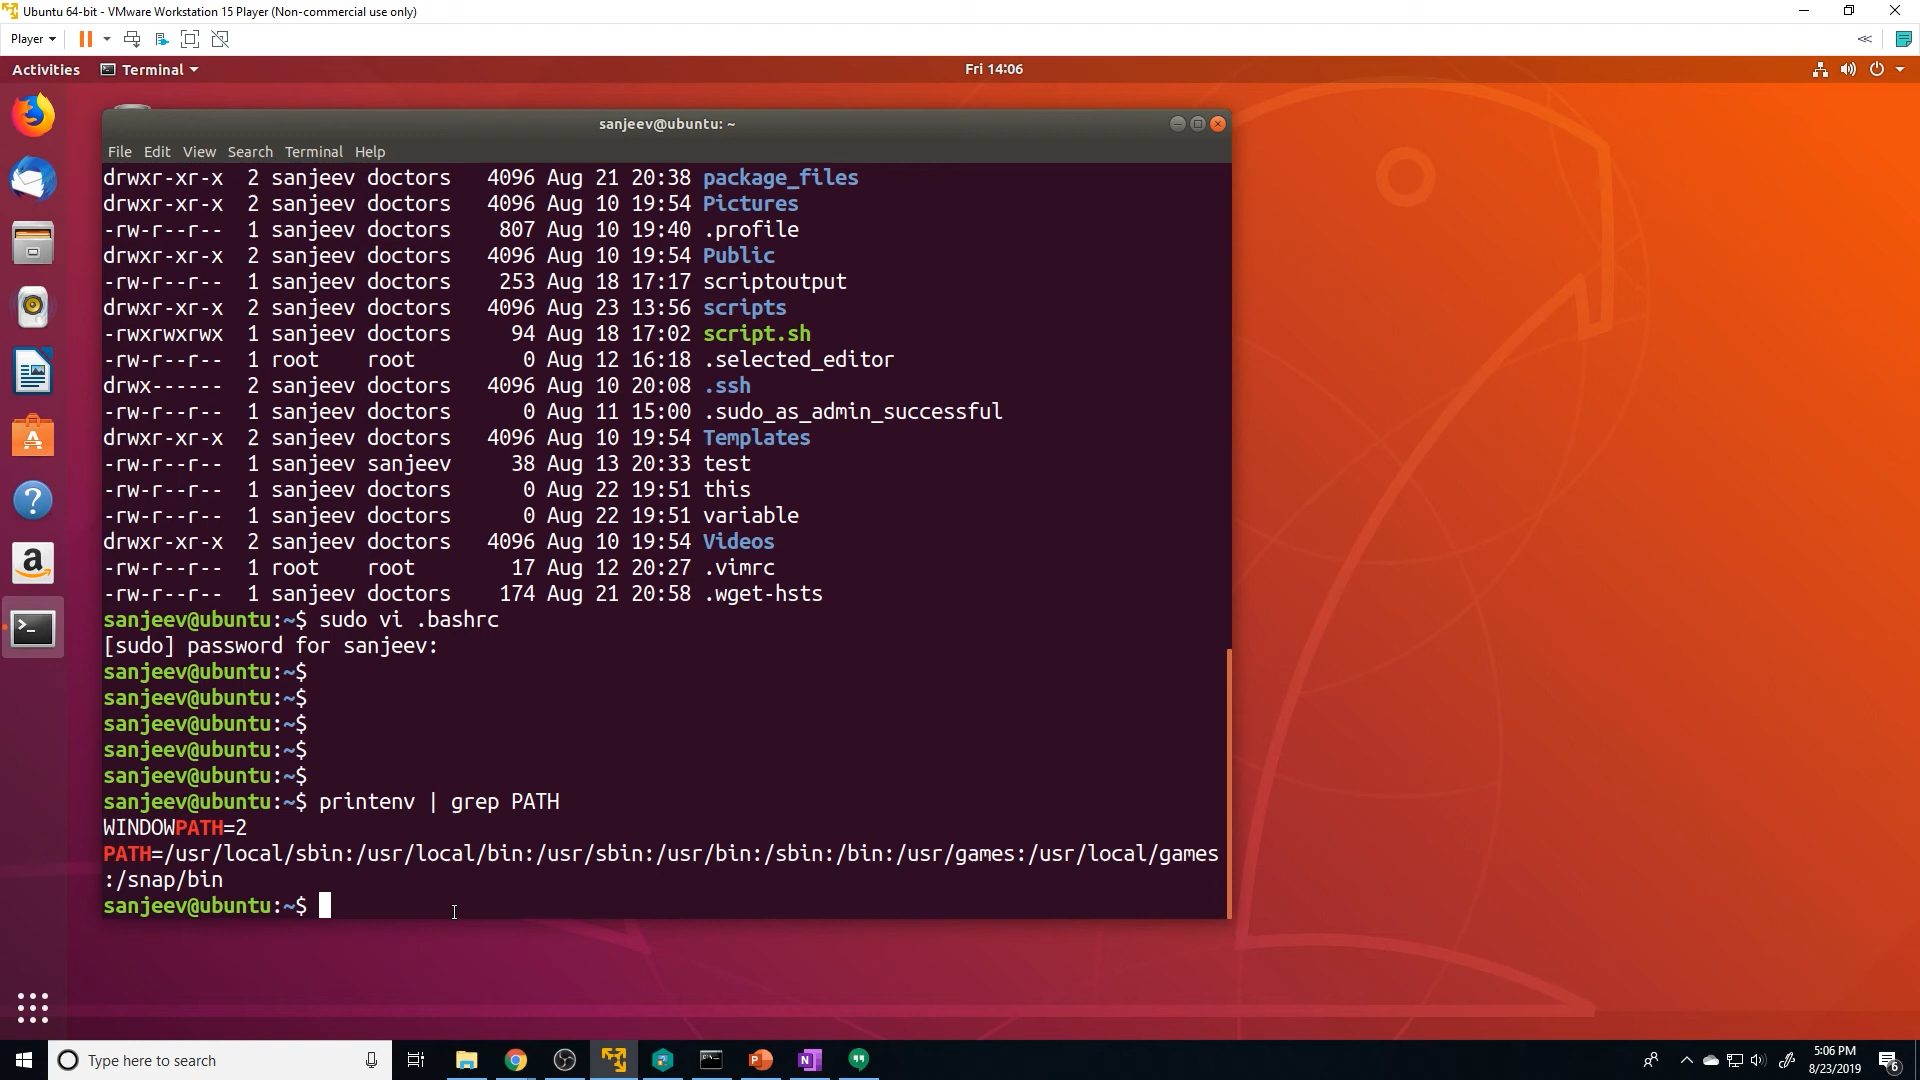 Ubuntu 64-bit - VMware Workstation 15 Player (Non-commercial use only)
Player
Activities Terminal Fri 14:06
sanjeev@ubuntu: ~
File Edit View Search Terminal Help
drwxr-xr-x 2 sanjeev doctors 4096 Aug 21 20:38 package_files
drwxr-xr-x 2 sanjeev doctors 4096 Aug 10 19:54 Pictures
-rw-r--r-- 1 sanjeev doctors 807 Aug 10 19:40 .profile
drwxr-xr-x 2 sanjeev doctors 4096 Aug 10 19:54 Public
-rw-r--r-- 1 sanjeev doctors 253 Aug 18 17:17 scriptoutput
drwxr-xr-x 2 sanjeev doctors 4096 Aug 23 13:56 scripts
-rwxrwxrwx 1 sanjeev doctors 94 Aug 18 17:02 script.sh
-rw-r--r-- 1 root root 0 Aug 12 16:18 .selected_editor
drwx------ 2 sanjeev doctors 4096 Aug 10 20:08 .ssh
-rw-r--r-- 1 sanjeev doctors 0 Aug 11 15:00 .sudo_as_admin_successful
drwxr-xr-x 2 sanjeev doctors 4096 Aug 10 19:54 Templates
-rw-r--r-- 1 sanjeev sanjeev 38 Aug 13 20:33 test
-rw-r--r-- 1 sanjeev doctors 0 Aug 22 19:51 this
-rw-r--r-- 1 sanjeev doctors 0 Aug 22 19:51 variable
drwxr-xr-x 2 sanjeev doctors 4096 Aug 10 19:54 Videos
-rw-r--r-- 1 root root 17 Aug 12 20:27 .vimrc
-rw-r--r-- 1 sanjeev doctors 174 Aug 21 20:58 .wget-hsts
sanjeev@ubuntu:~$ sudo vi .bashrc
[sudo] password for sanjeev:
sanjeev@ubuntu:~$
sanjeev@ubuntu:~$
sanjeev@ubuntu:~$
sanjeev@ubuntu:~$
sanjeev@ubuntu:~$
sanjeev@ubuntu:~$ printenv | grep PATH
WINDOWPATH=2
PATH=/usr/local/sbin:/usr/local/bin:/usr/sbin:/usr/bin:/sbin:/bin:/usr/games:/usr/local/games
:/snap/bin
sanjeev@ubuntu:~$
Type here to search
5:06 PM
8/23/2019
6